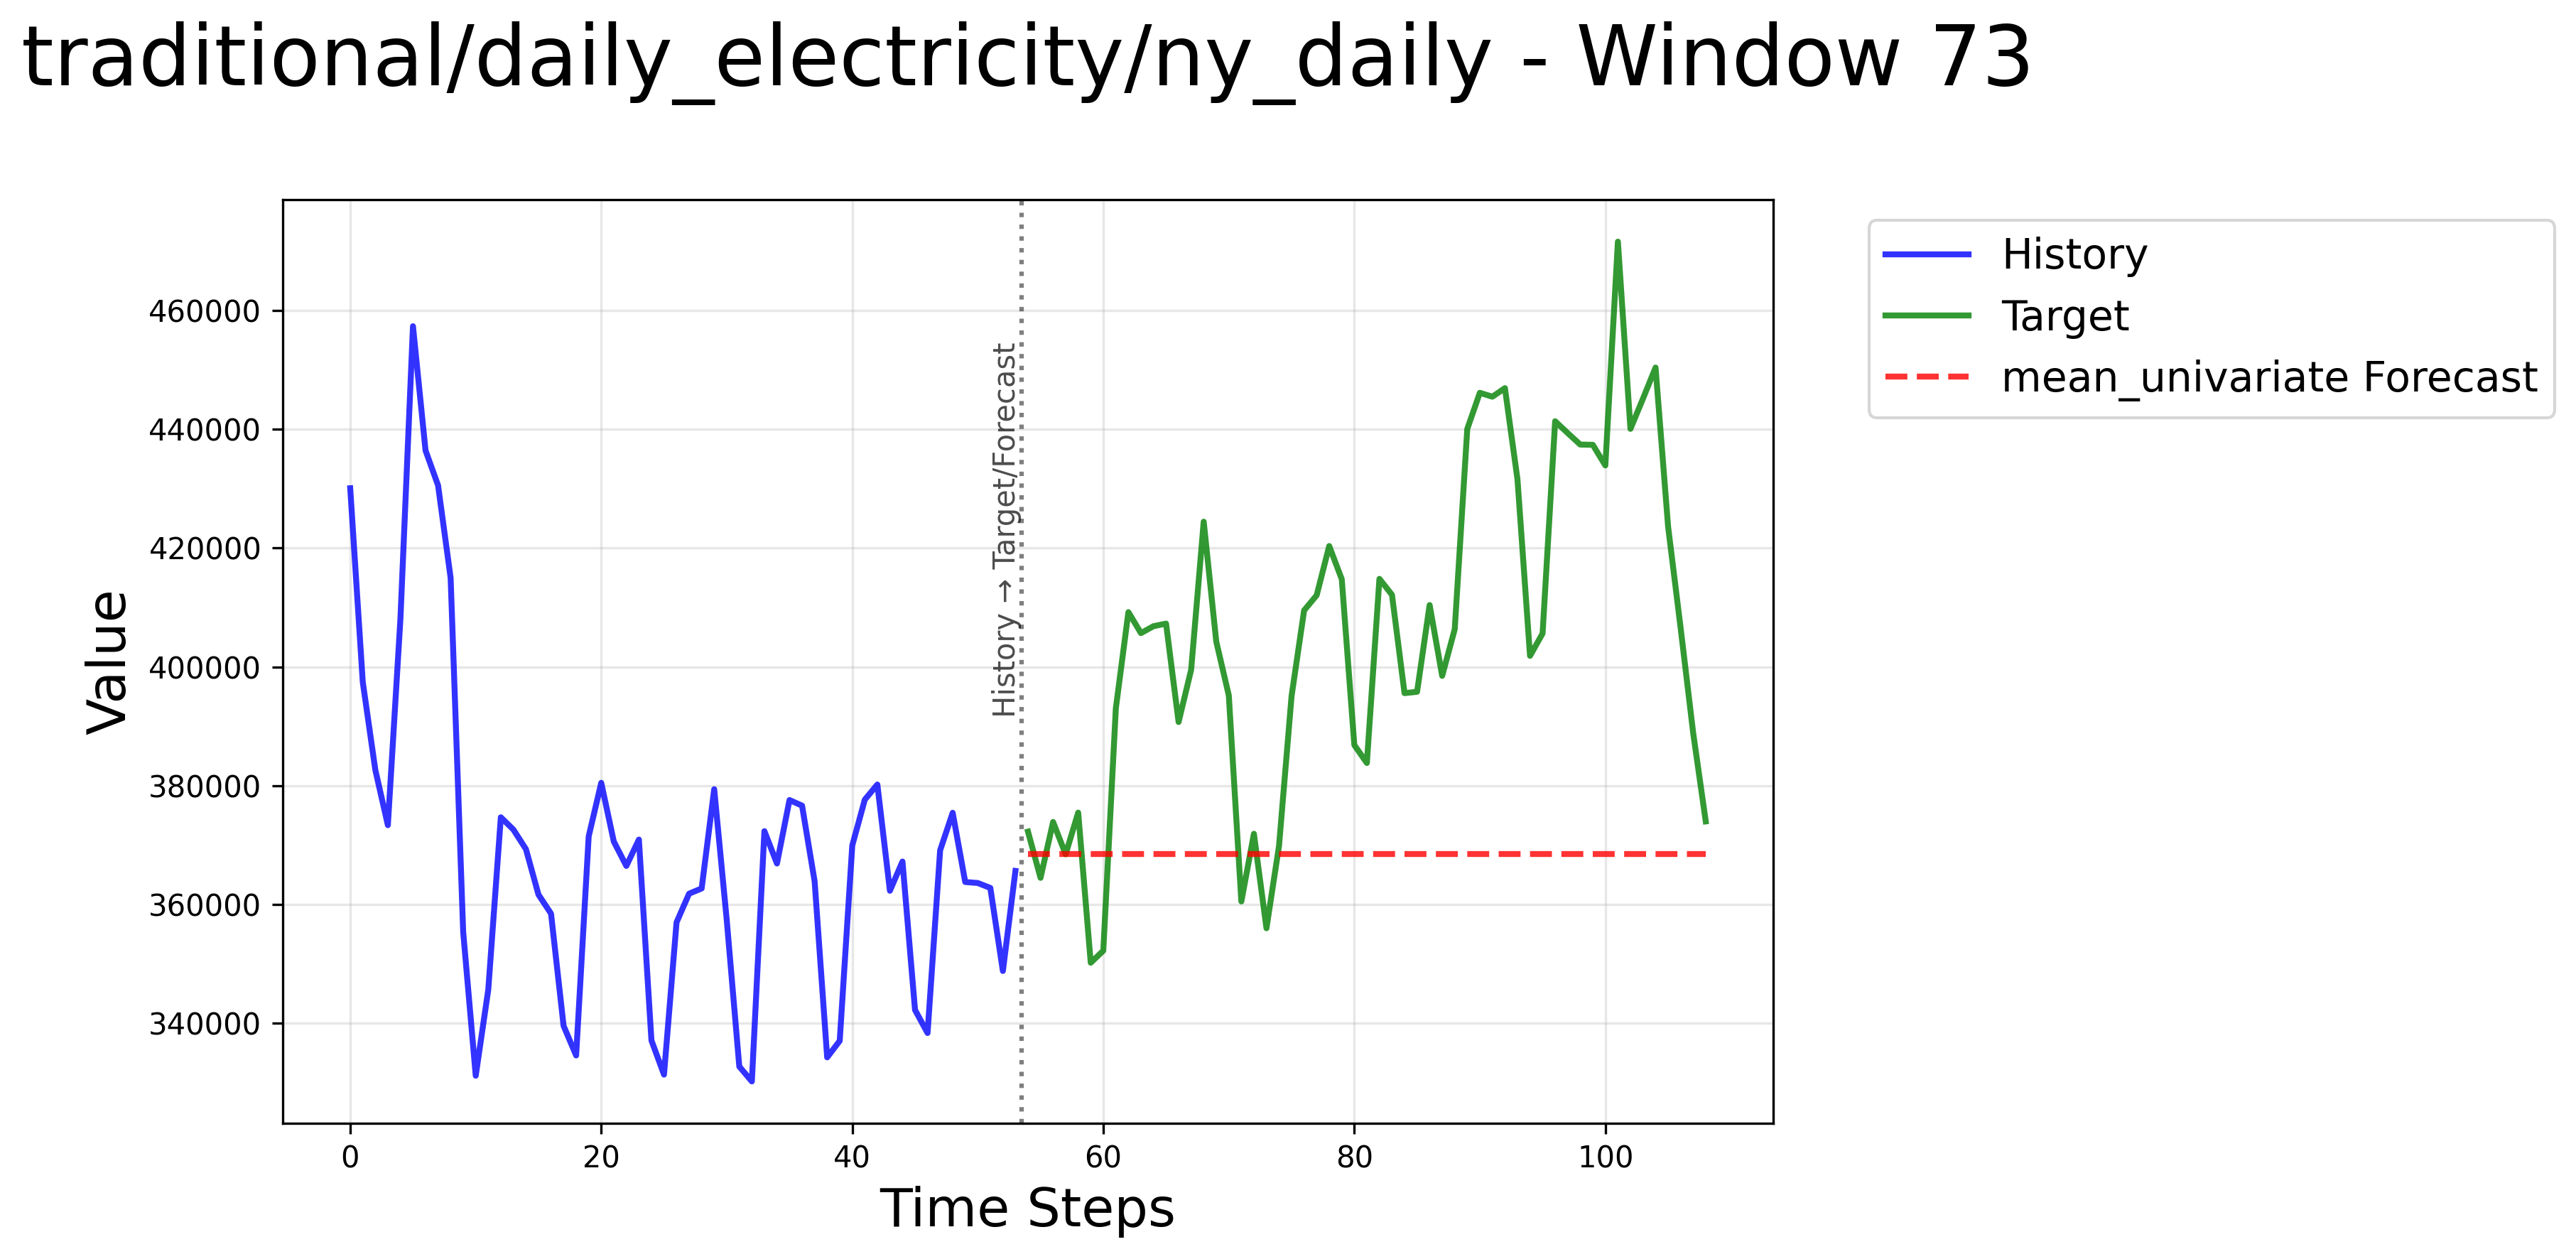 traditional/daily_electricity/ny_daily - Window 73
History
Target
mean_univariate Forecast
History → Target/Forecast
Value
460000
440000
420000
400000
380000
360000
340000
0
20
40
60
80
100
Time Steps